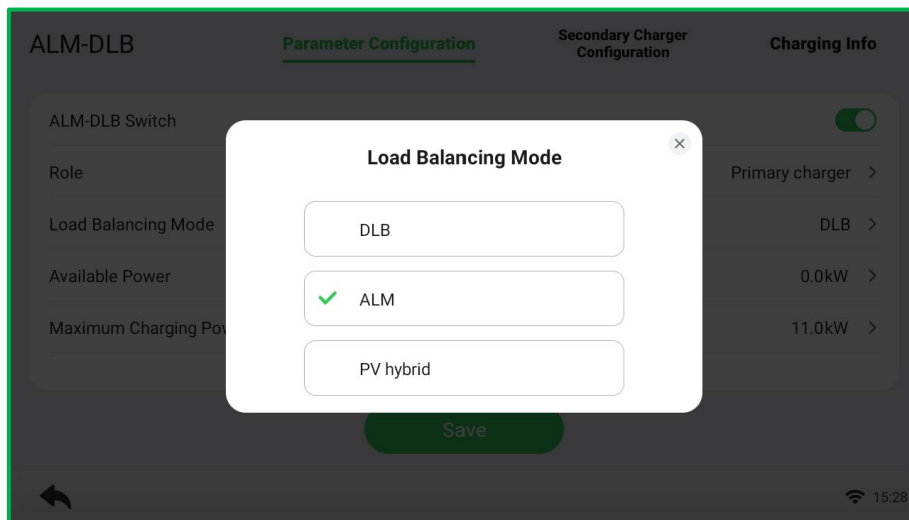 ALM-DLB
Parameter Configuration
Secondary Charger
Configuration
Charging Info
ALM-DLB Switch
Role
Primary charger
Load Balancing Mode
DLB
Available Power
0.0kW
Maximum Charging Pow
11.0kW
Load Balancing Mode
DLB
ALM
PV hybrid
Save
15:28